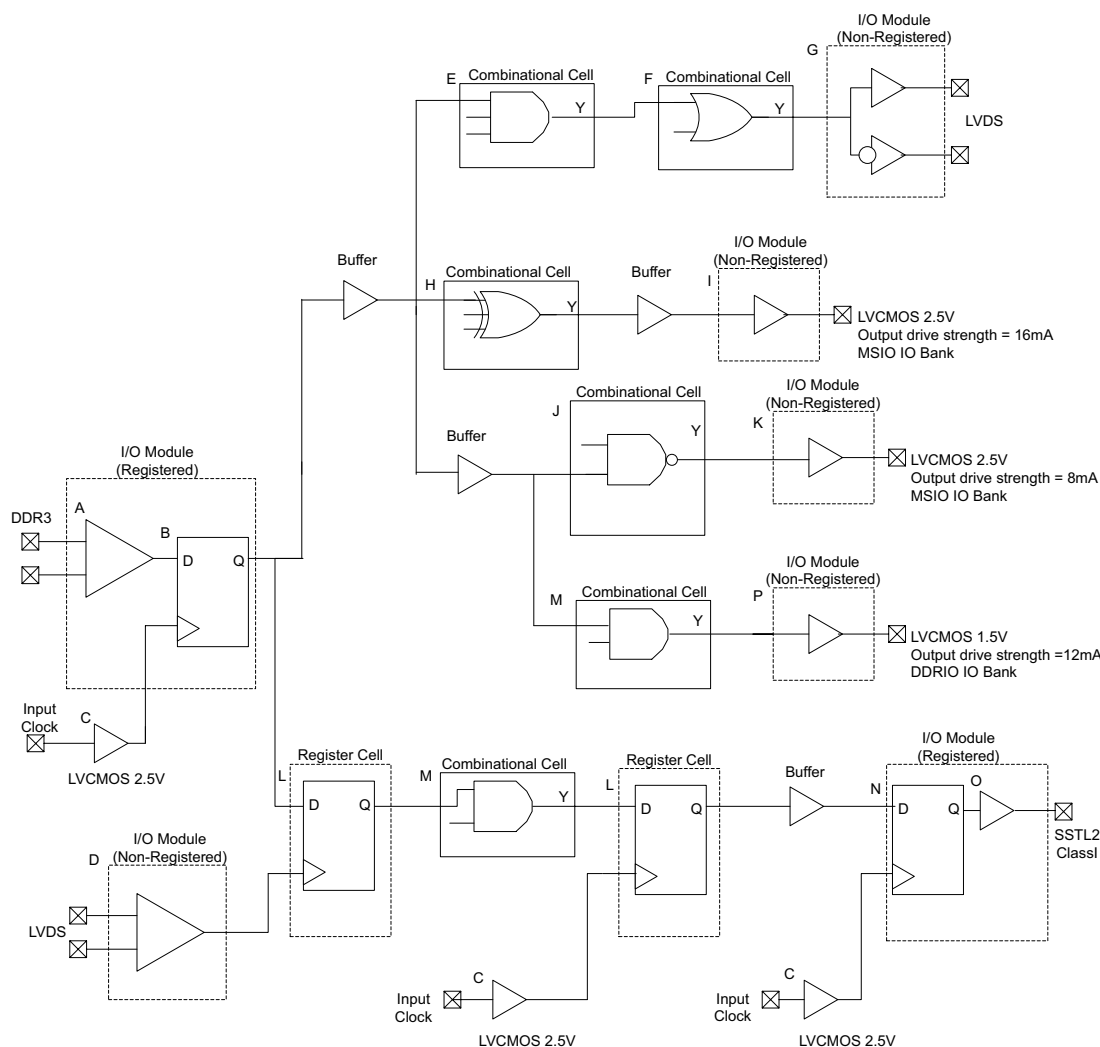 I/O Module
(Non-Registered)
G
E
Combinational Cell
Y
F
Combinational Cell
Y
LVDS
Buffer
H
Combinational Cell
Y
Buffer
I/O Module
(Non-Registered)
I
LVCMOS 2.5V
Output drive strength = 16mA
MSIO IO Bank
Buffer
J
Combinational Cell
Y
I/O Module
(Non-Registered)
K
LVCMOS 2.5V
Output drive strength = 8mA
MSIO IO Bank
I/O Module
(Registered)
DDR3
A
B
D
Q
M
Combinational Cell
Y
I/O Module
(Non-Registered)
P
LVCMOS 1.5V
Output drive strength =12mA
DDRIO IO Bank
Input
Clock
C
LVCMOS 2.5V
Register Cell
L
D
Q
M
Combinational Cell
Y
Register Cell
L
D
Q
Buffer
I/O Module
(Registered)
N
D
Q
O
SSTL2
ClassI
I/O Module
(Non-Registered)
D
LVDS
Input
Clock
C
LVCMOS 2.5V
Input
Clock
C
LVCMOS 2.5V